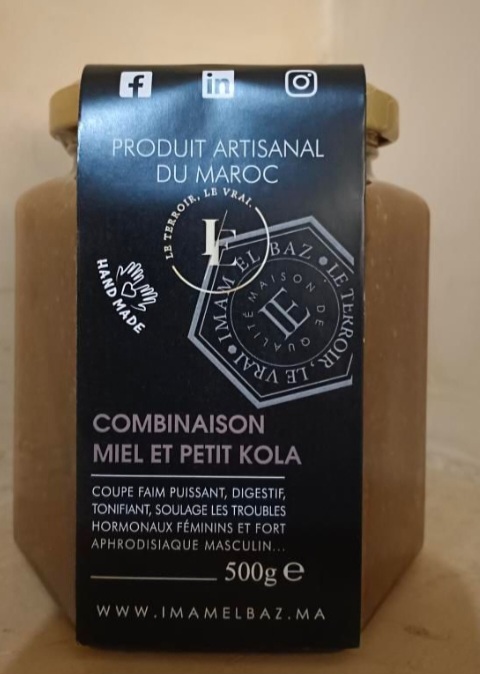 PRODUIT ARTISANAL
DU MAROC
LE TERROIR, LE VRAI.
IE
IMAM EL BAZ • LE TERROIR, LE VRAI •
MAISON DE QUALITÉ
IE
HAND MADE
COMBINAISON
MIEL ET PETIT KOLA
COUPE FAIM PUISSANT, DIGESTIF,
TONIFIANT, SOULAGE LES TROUBLES
HORMONAUX FÉMININS ET FORT
APHRODISIAQUE MASCULIN...
500g e
WWW.IMAMELBAZ.MA